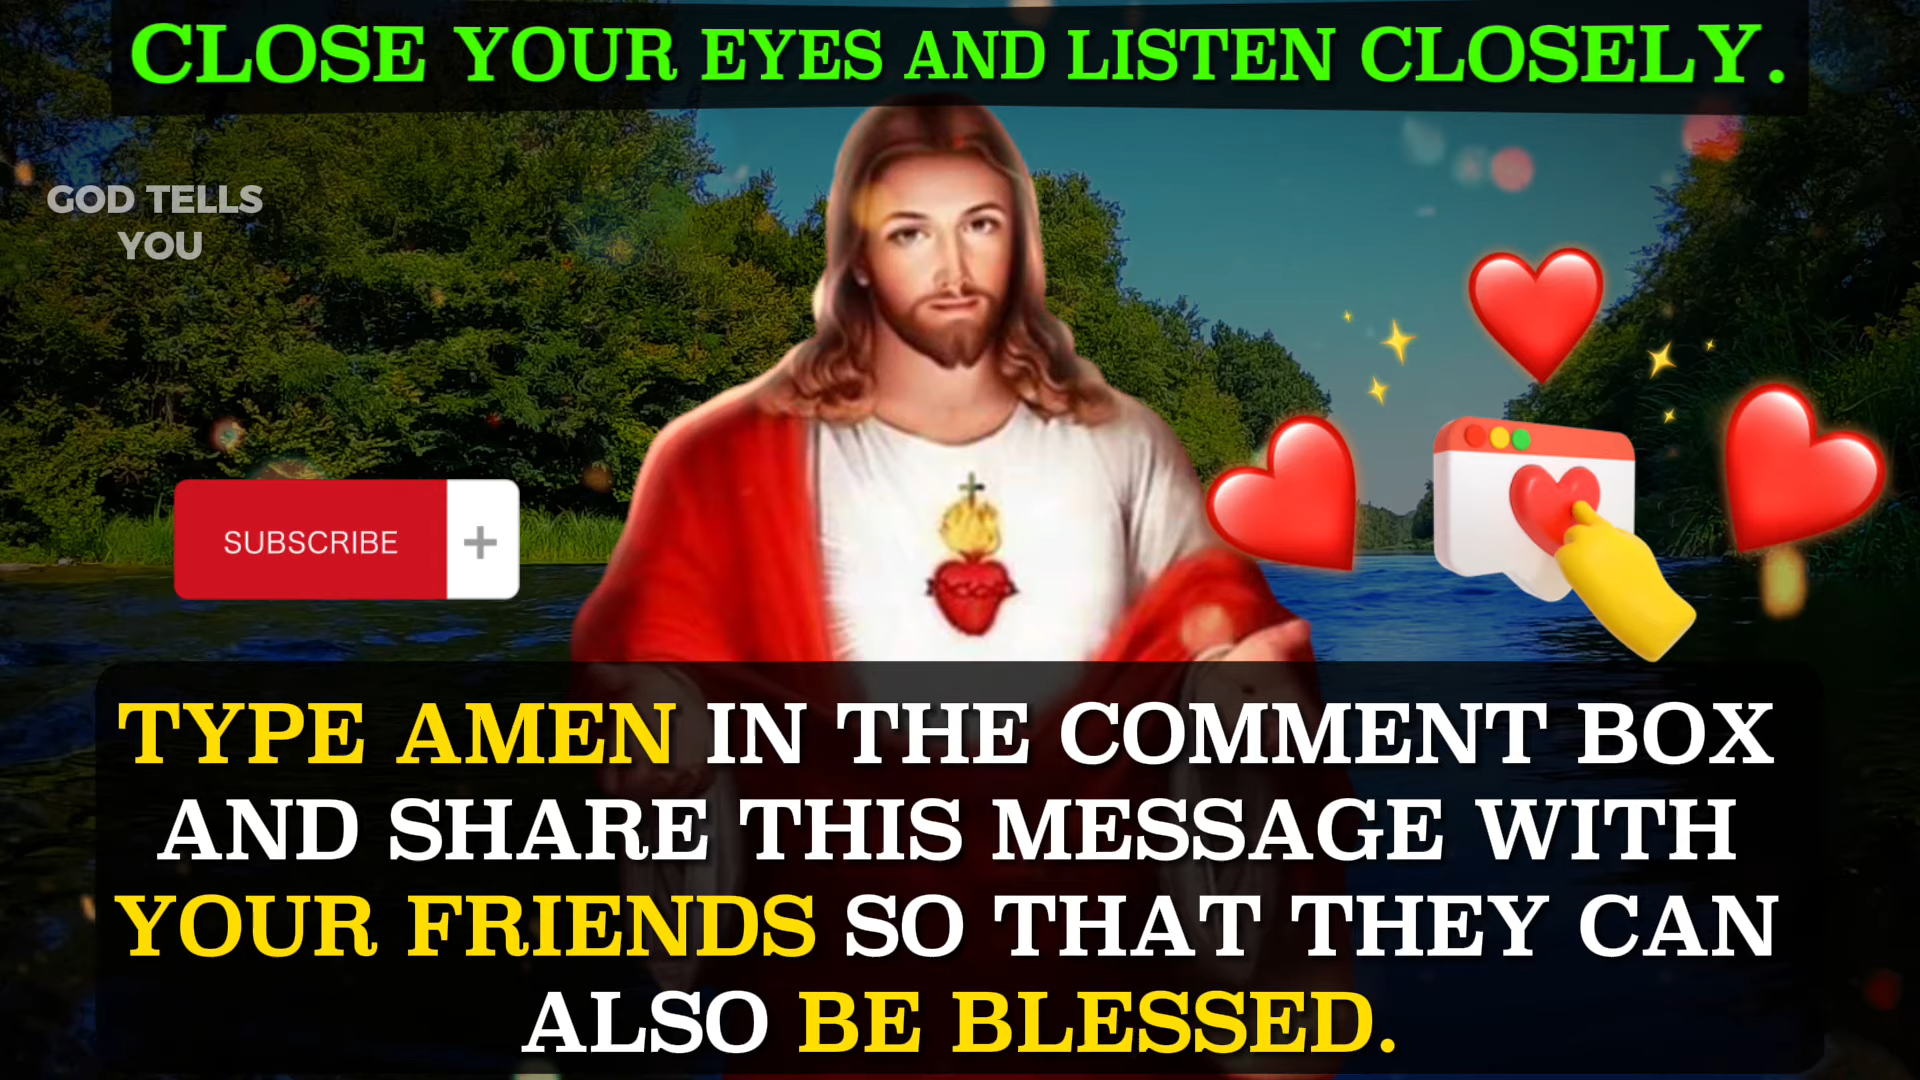 CLOSE YOUR EYES AND LISTEN CLOSELY.
GOD TELLS
YOU
SUBSCRIBE +
TYPE AMEN IN THE COMMENT BOX
AND SHARE THIS MESSAGE WITH
YOUR FRIENDS SO THAT THEY CAN
ALSO BE BLESSED.